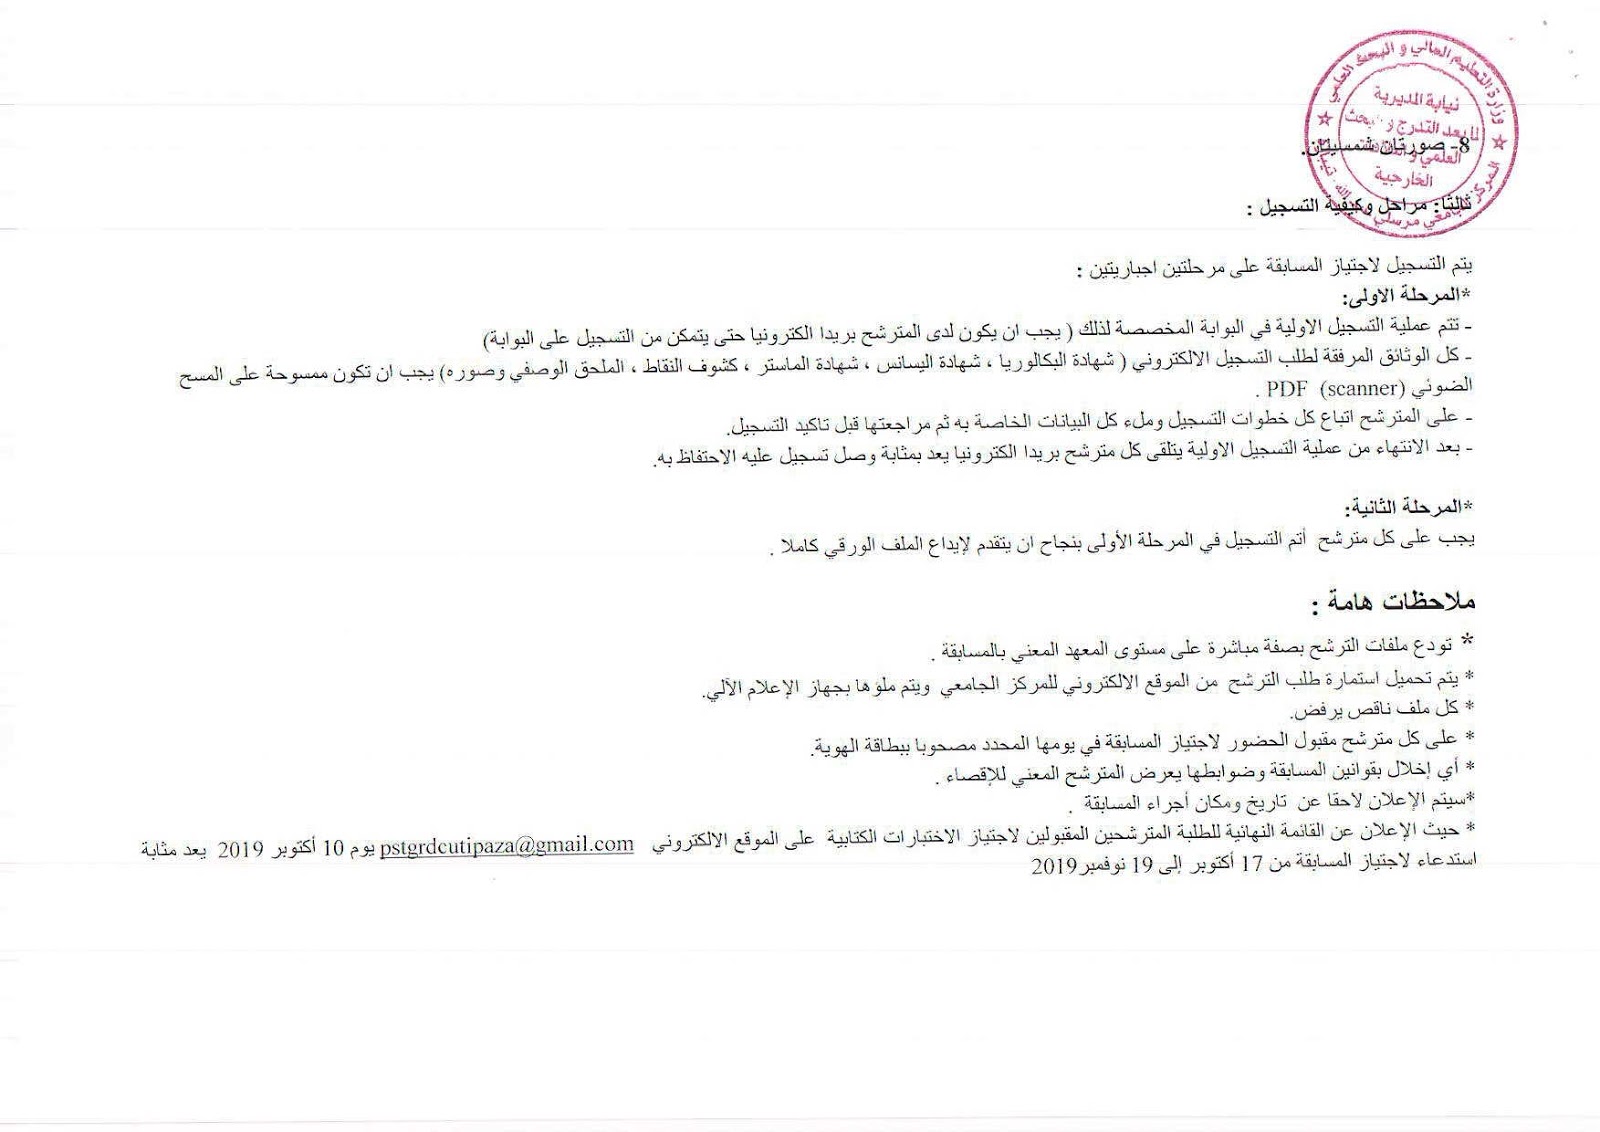 وزارة التعليم العالي و البحث العلمي
نيابة المديرية
لما بعد التدرج و البحث
العلمي و
الخارجية
المركز الجامعي مرسلي عبد الله . تيبازة
8- صورتان شمسيتان.
ثالثا: مراحل وكيفية التسجيل :
يتم التسجيل لاجتياز المسابقة على مرحلتين اجباريتين :
*المرحلة الاولى:
- تتم عملية التسجيل الاولية في البوابة المخصصة لذلك ( يجب ان يكون لدى المترشح بريدا الكترونيا حتى يتمكن من التسجيل على البوابة)
- كل الوثائق المرفقة لطلب التسجيل الالكتروني ( شهادة البكالوريا ، شهادة اليسانس ، شهادة الماستر ، كشوف النقاط ، الملحق الوصفي وصوره) يجب ان تكون ممسوحة على المسح
الضوئي PDF (scanner) .
- على المترشح اتباع كل خطوات التسجيل وملء كل البيانات الخاصة به ثم مراجعتها قبل تاكيد التسجيل.
- بعد الانتهاء من عملية التسجيل الاولية يتلقى كل مترشح بريدا الكترونيا يعد بمثابة وصل تسجيل عليه الاحتفاظ به.
*المرحلة الثانية:
يجب على كل مترشح أتم التسجيل في المرحلة الأولى بنجاح ان يتقدم لإيداع الملف الورقي كاملا .
ملاحظات هامة :
* تودع ملفات الترشح بصفة مباشرة على مستوى المعهد المعني بالمسابقة .
* يتم تحميل استمارة طلب الترشح من الموقع الالكتروني للمركز الجامعي ويتم ملؤها بجهاز الإعلام الآلي.
* كل ملف ناقص يرفض.
* على كل مترشح مقبول الحضور لاجتياز المسابقة في يومها المحدد مصحوبا ببطاقة الهوية.
* أي إخلال بقوانين المسابقة وضوابطها يعرض المترشح المعني للإقصاء .
*سيتم الإعلان لاحقا عن تاريخ ومكان أجراء المسابقة .
* حيث الإعلان عن القائمة النهائية للطلبة المترشحين المقبولين لاجتياز الاختبارات الكتابية على الموقع الالكتروني pstgrdcutipaza@gmail.com يوم 10 أكتوبر 2019 يعد مثابة
استدعاء لاجتياز المسابقة من 17 أكتوبر إلى 19 نوفمبر2019